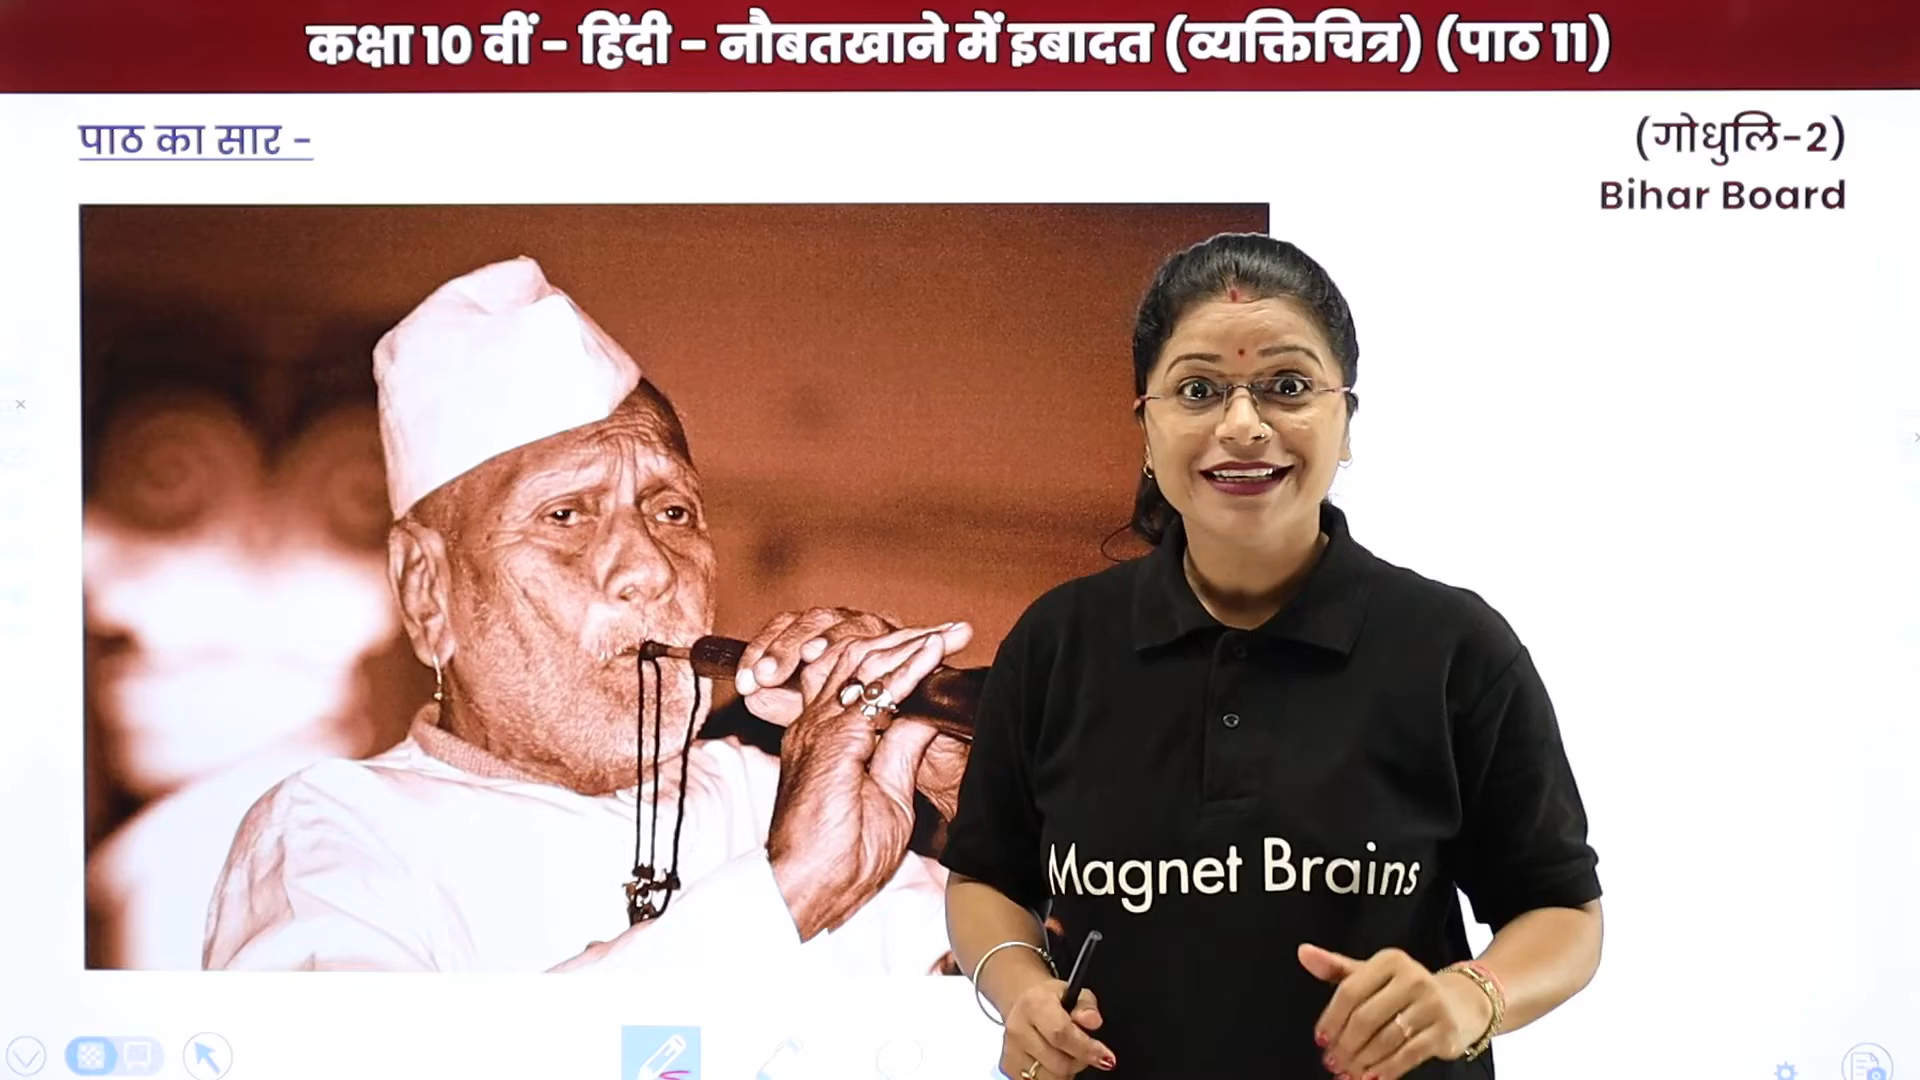 कक्षा 10 वीं - हिंदी - नौबतखाने में इबादत (व्यक्तिचित्र) (पाठ 11)
पाठ का सार -
(गोधुलि-2)
Bihar Board
Magnet Brains